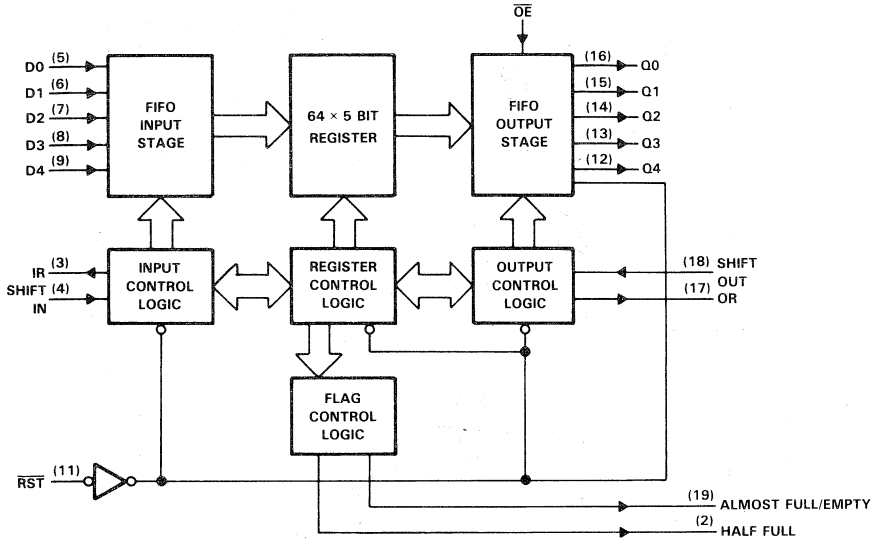 OE
D0 (5)
D1 (6)
D2 (7)
D3 (8)
D4 (9)
FIFO
INPUT
STAGE
64 × 5 BIT
REGISTER
FIFO
OUTPUT
STAGE
(16) Q0
(15) Q1
(14) Q2
(13) Q3
(12) Q4
IR (3)
SHIFT (4)
IN
INPUT
CONTROL
LOGIC
REGISTER
CONTROL
LOGIC
OUTPUT
CONTROL
LOGIC
(18) SHIFT
OUT
(17) OR
FLAG
CONTROL
LOGIC
RST (11)
(19) ALMOST FULL/EMPTY
(2) HALF FULL